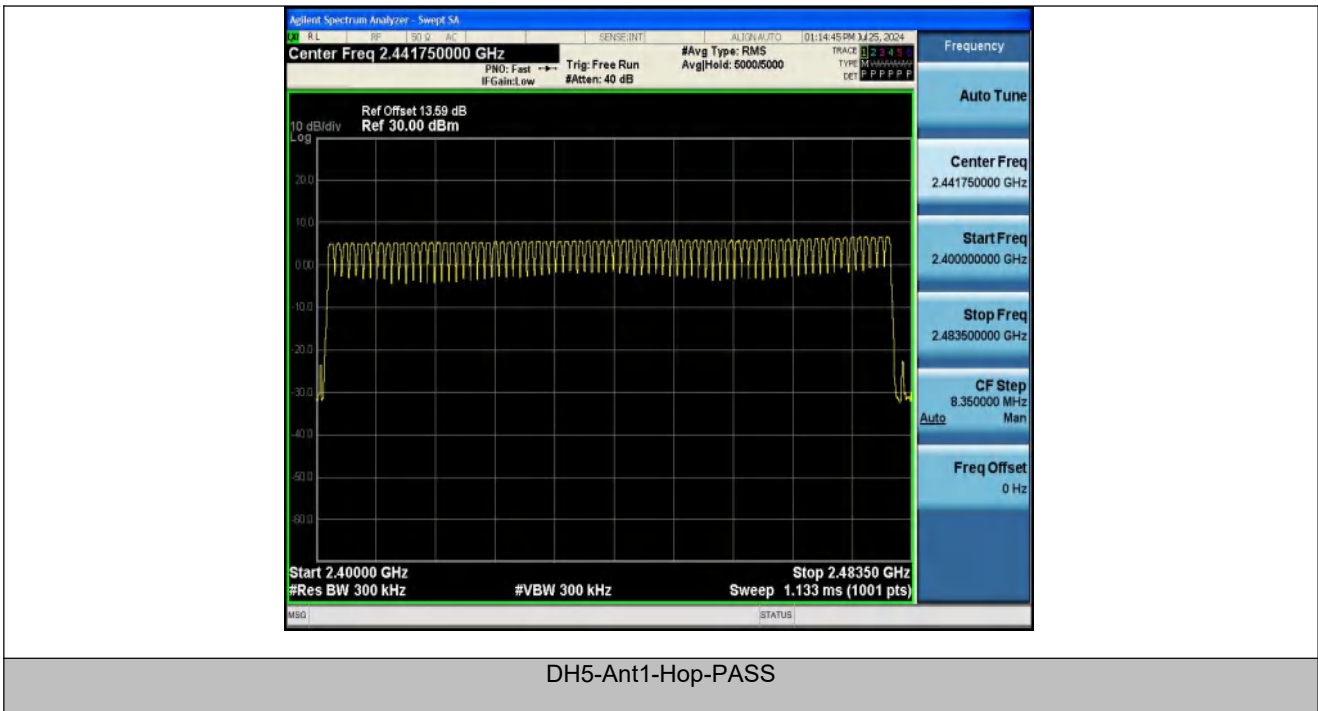 Agilent Spectrum Analyzer - Swept SA
LXI RL RF 50 Ω AC SENSE:INT ALIGN AUTO 01:14:45 PM Jul 25, 2024
Center Freq 2.441750000 GHz
PNO: Fast
IFGain:Low
Trig: Free Run
#Atten: 40 dB
#Avg Type: RMS
Avg|Hold: 5000/5000
TRACE 1 2 3 4 5 6
TYPE M
DET P P P P P P
Frequency
Auto Tune
Ref Offset 13.59 dB
10 dB/div Ref 30.00 dBm
Log
20.0
10.0
0.00
-10.0
-20.0
-30.0
-40.0
-50.0
-60.0
Center Freq
2.441750000 GHz
Start Freq
2.400000000 GHz
Stop Freq
2.483500000 GHz
CF Step
8.350000 MHz
Auto Man
Freq Offset
0 Hz
Start 2.40000 GHz Stop 2.48350 GHz
#Res BW 300 kHz #VBW 300 kHz Sweep 1.133 ms (1001 pts)
MSG STATUS
DH5-Ant1-Hop-PASS